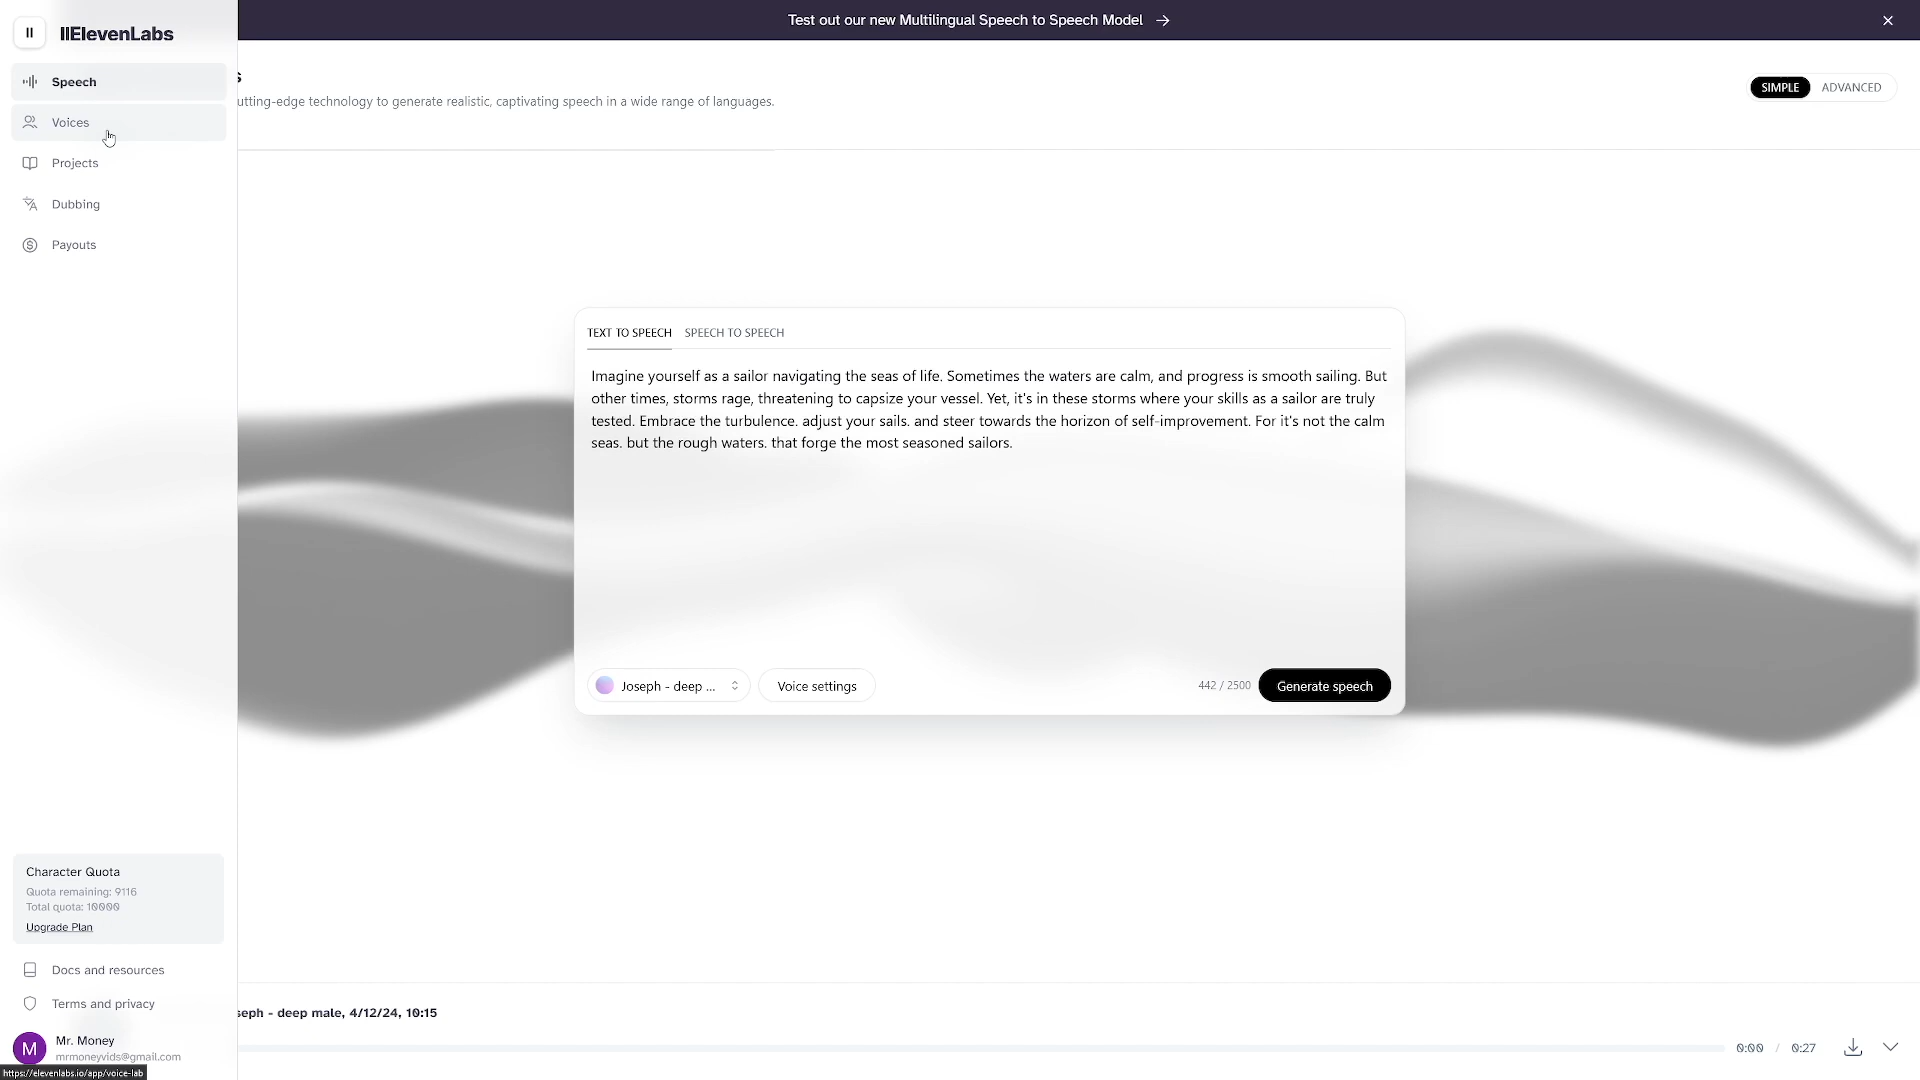 Test out our new Multilingual Speech to Speech Model →
IIElevenLabs
Speech
Voices
Projects
Dubbing
Payouts
s
utting-edge technology to generate realistic, captivating speech in a wide range of languages.
SIMPLE ADVANCED
TEXT TO SPEECH SPEECH TO SPEECH
Imagine yourself as a sailor navigating the seas of life. Sometimes the waters are calm, and progress is smooth sailing. But
other times, storms rage, threatening to capsize your vessel. Yet, it's in these storms where your skills as a sailor are truly
tested. Embrace the turbulence. adjust your sails. and steer towards the horizon of self-improvement. For it's not the calm
seas. but the rough waters. that forge the most seasoned sailors.
Joseph - deep ... Voice settings 442 / 2500 Generate speech
Character Quota
Quota remaining: 9116
Total quota: 10000
Upgrade Plan
Docs and resources
Terms and privacy
M
Mr. Money
mrmoneyvids@gmail.com
https://elevenlabs.io/app/voice-lab
seph - deep male, 4/12/24, 10:15
0:00 / 0:27